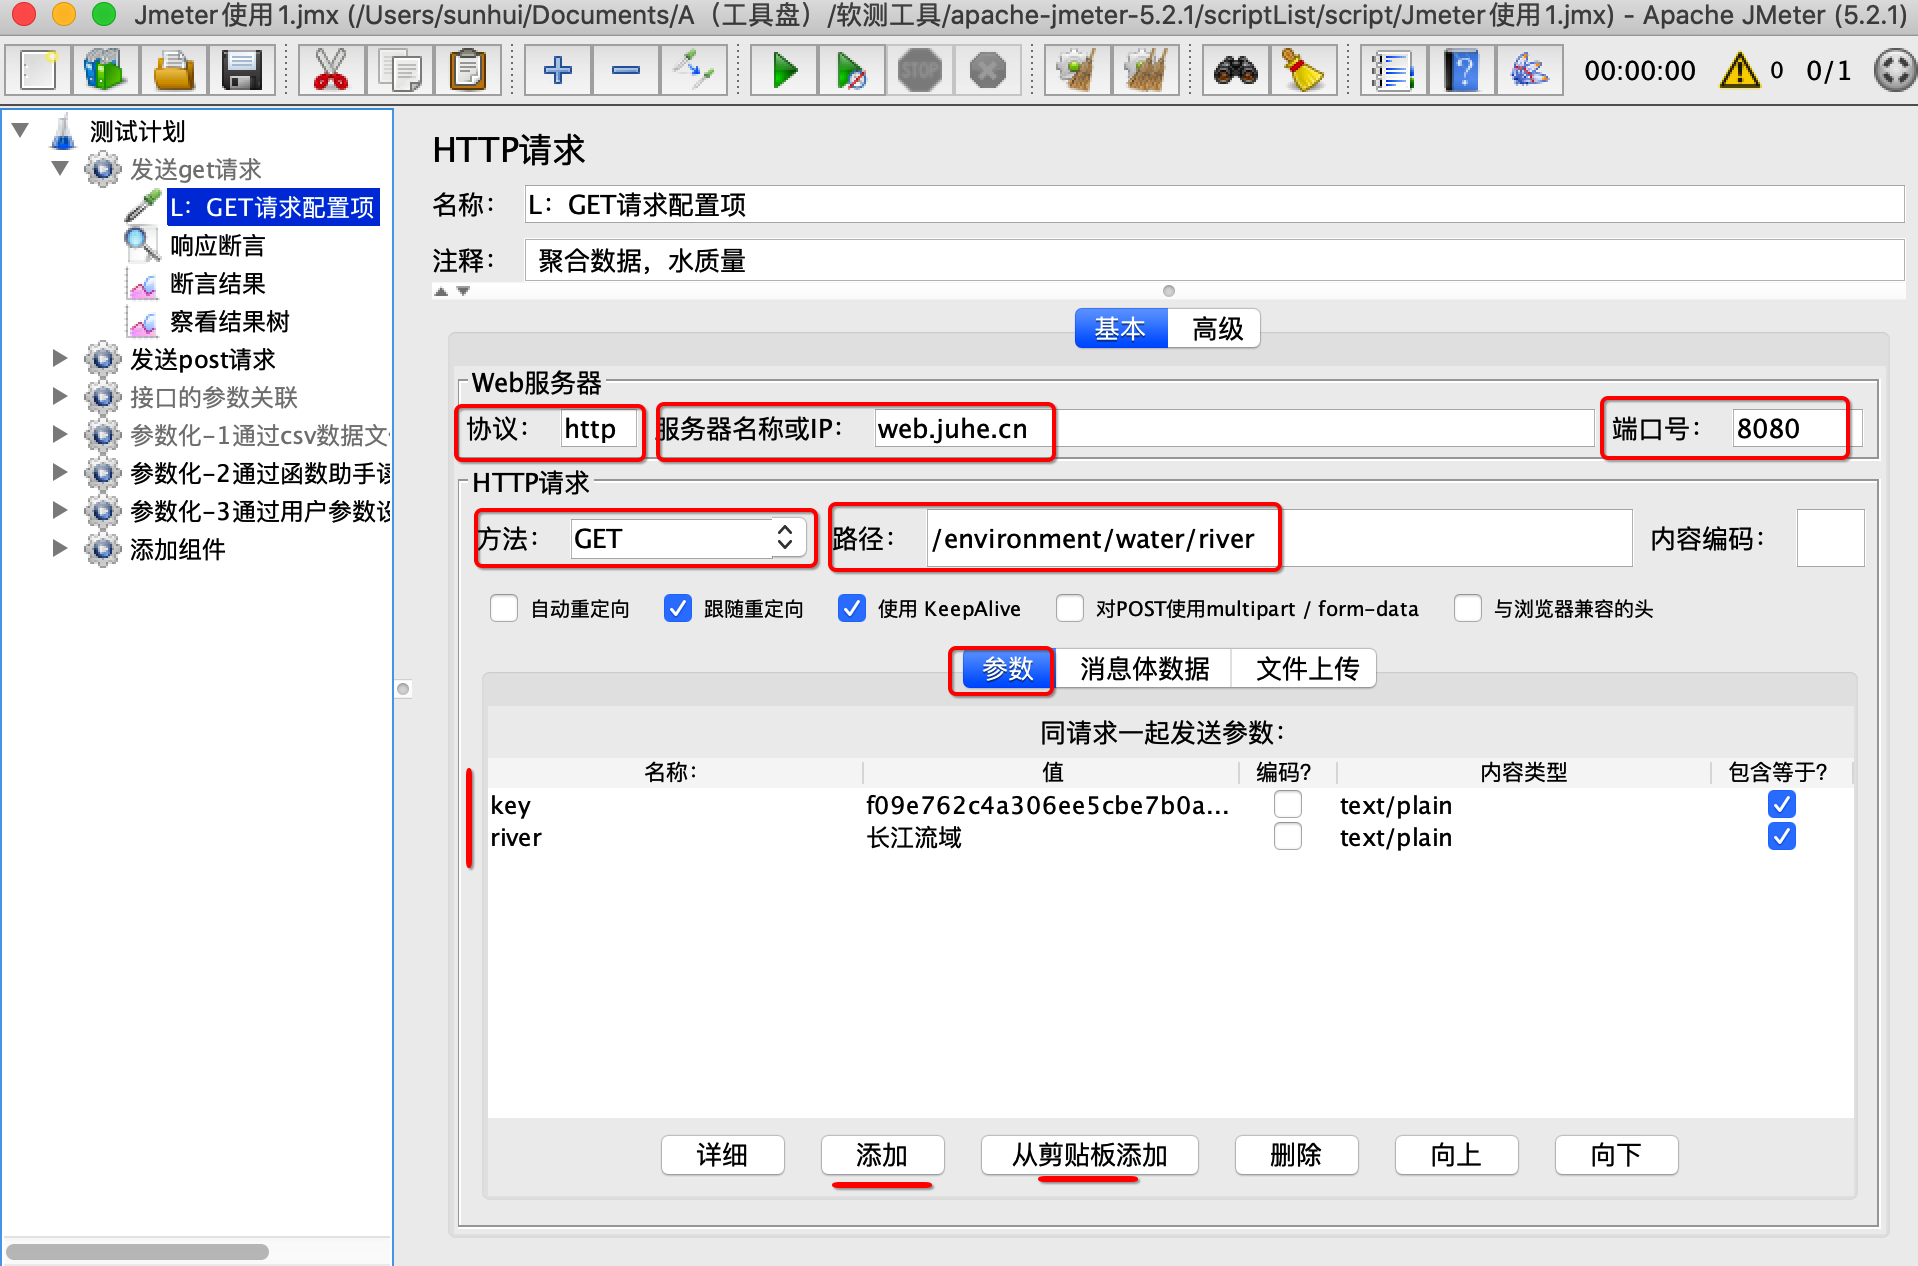 Jmeter使用1.jmx (/Users/sunhui/Documents/A（工具盘）/软测工具/apache-jmeter-5.2.1/scriptList/script/Jmeter使用1.jmx) - Apache JMeter (5.2.1)
STOP
00:00:00
0
0/1
测试计划
发送get请求
L：GET请求配置项
响应断言
断言结果
察看结果树
发送post请求
接口的参数关联
参数化-1通过csv数据文
参数化-2通过函数助手读
参数化-3通过用户参数设
添加组件
HTTP请求
名称： L：GET请求配置项
注释： 聚合数据，水质量
基本 高级
Web服务器
协议： http 服务器名称或IP： web.juhe.cn 端口号： 8080
HTTP请求
方法： GET 路径： /environment/water/river 内容编码：
自动重定向 跟随重定向 使用 KeepAlive 对POST使用multipart / form-data 与浏览器兼容的头
参数 消息体数据 文件上传
同请求一起发送参数：
名称： 值 编码? 内容类型 包含等于?
key f09e762c4a306ee5cbe7b0a... text/plain
river 长江流域 text/plain
详细 添加 从剪贴板添加 删除 向上 向下